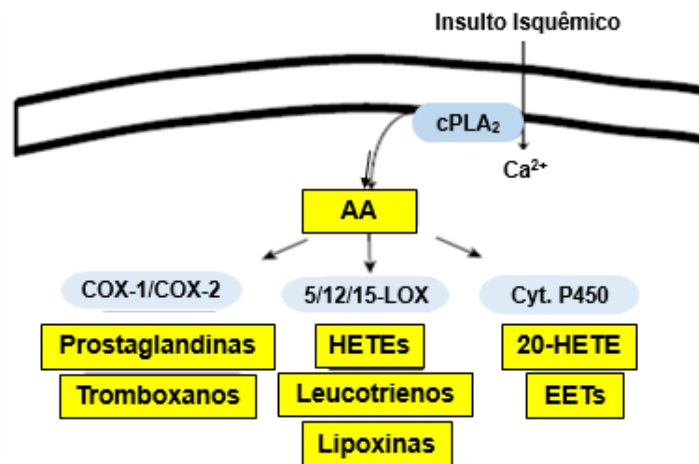 Insulto Isquêmico
cPLA₂
Ca²⁺
AA
COX-1/COX-2
5/12/15-LOX
Cyt. P450
Prostaglandinas
HETEs
20-HETE
Tromboxanos
Leucotrienos
EETs
Lipoxinas